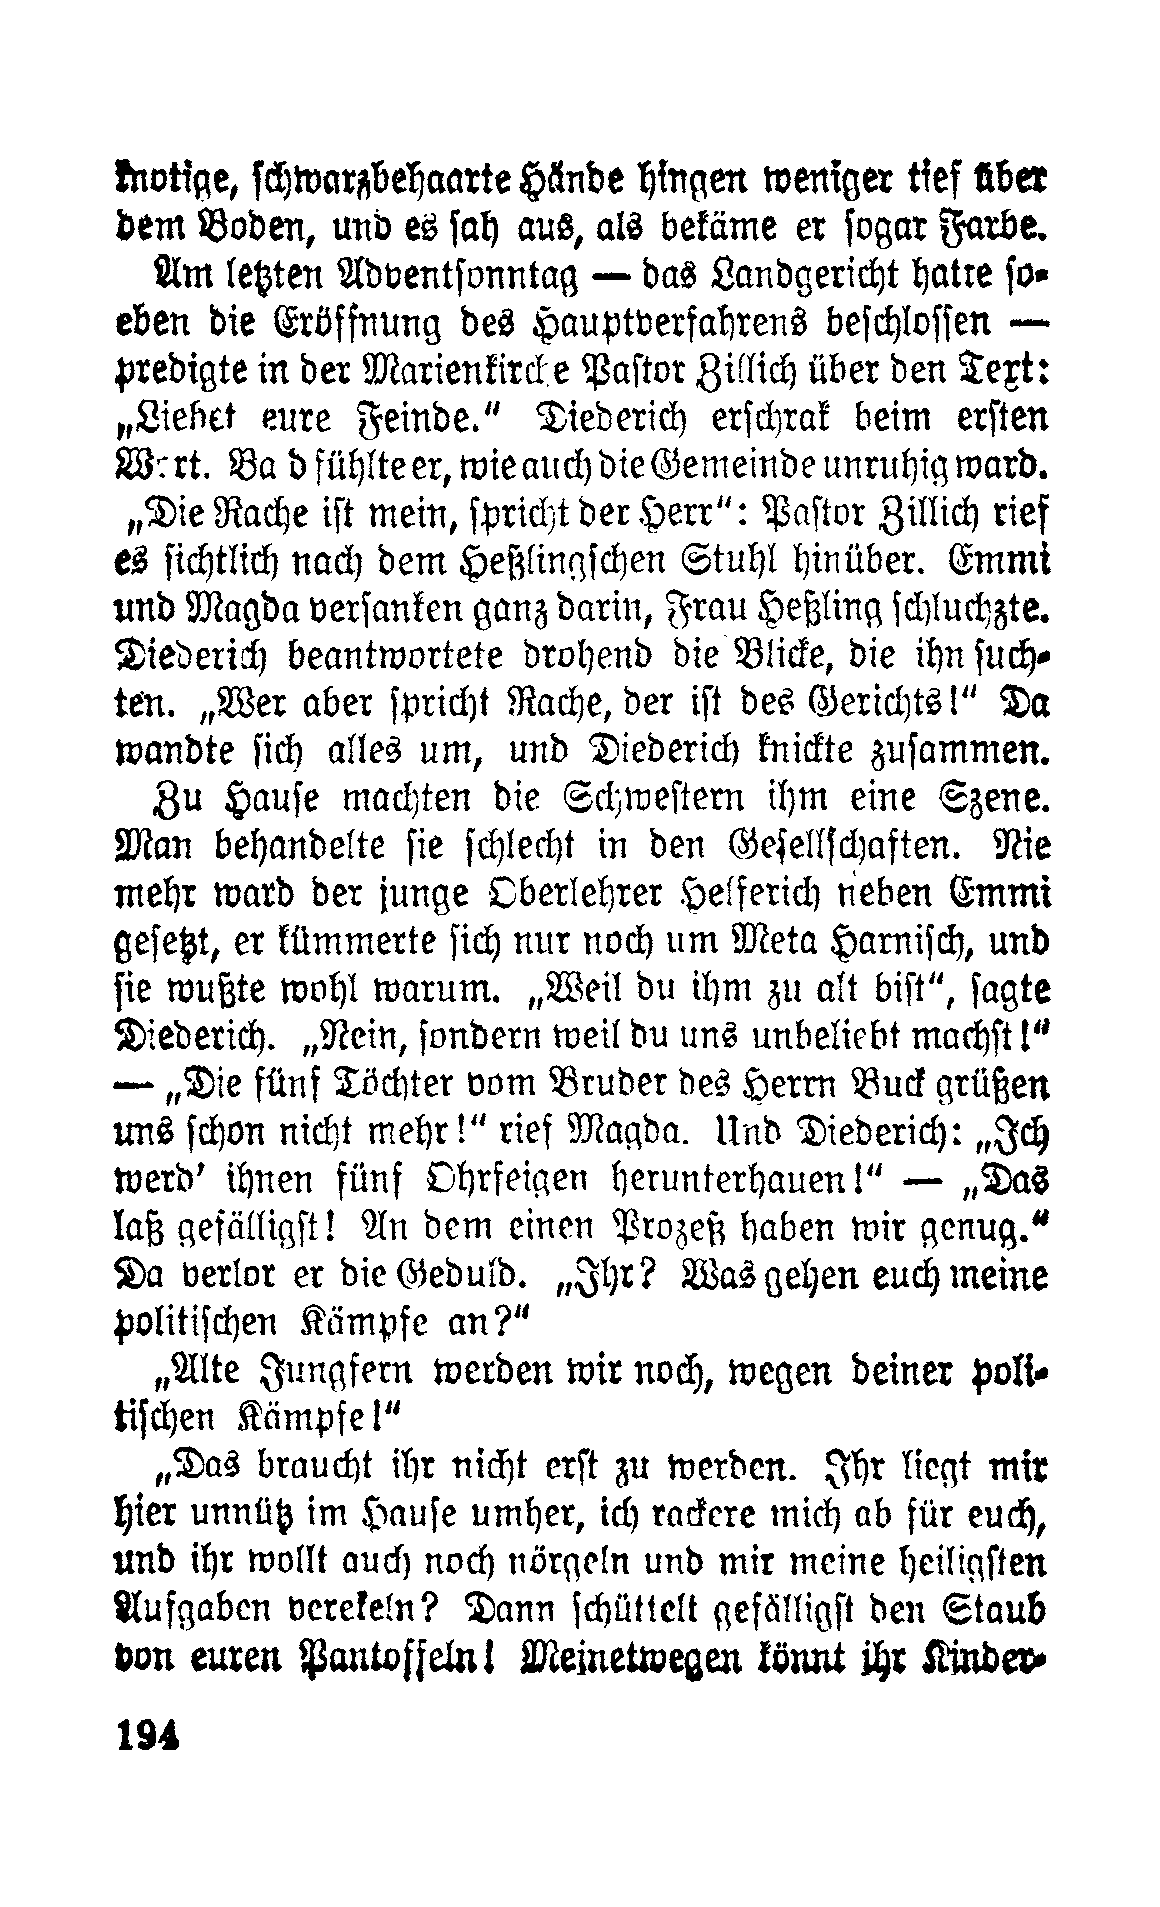 knotige, schwarzbehaarte Hände hingen weniger tief über
dem Boden, und es sah aus, als bekäme er sogar Farbe.
Am letzten Adventsonntag — das Landgericht hatte so-
eben die Eröffnung des Hauptverfahrens beschlossen —
predigte in der Marienkirche Pastor Zillich über den Text:
„Liebet eure Feinde.“ Diederich erschrak beim ersten
Wort. Bald fühlte er, wie auch die Gemeinde unruhig ward.
„Die Rache ist mein, spricht der Herr“: Pastor Zillich rief
es sichtlich nach dem Heßlingschen Stuhl hinüber. Emmi
und Magda versanken ganz darin, Frau Heßling schluchzte.
Diederich beantwortete drohend die Blicke, die ihn such-
ten. „Wer aber spricht Rache, der ist des Gerichts!“ Da
wandte sich alles um, und Diederich knickte zusammen.
Zu Hause machten die Schwestern ihm eine Szene.
Man behandelte sie schlecht in den Gesellschaften. Nie
mehr ward der junge Oberlehrer Helferich neben Emmi
gesetzt, er kümmerte sich nur noch um Meta Harnisch, und
sie wußte wohl warum. „Weil du ihm zu alt bist“, sagte
Diederich. „Nein, sondern weil du uns unbeliebt machst!“
— „Die fünf Töchter vom Bruder des Herrn Buck grüßen
uns schon nicht mehr!“ rief Magda. Und Diederich: „Ich
werd’ ihnen fünf Ohrfeigen herunterhauen!“ — „Das
laß gefälligst! An dem einen Prozeß haben wir genug.“
Da verlor er die Geduld. „Ihr? Was gehen euch meine
politischen Kämpfe an?“
„Alte Jungfern werden wir noch, wegen deiner poli-
tischen Kämpfe!“
„Das braucht ihr nicht erst zu werden. Ihr liegt mir
hier unnütz im Hause umher, ich rackere mich ab für euch,
und ihr wollt auch noch nörgeln und mir meine heiligsten
Aufgaben verekeln? Dann schüttelt gefälligst den Staub
von euren Pantoffeln! Meinetwegen könnt ihr Kinder-
194